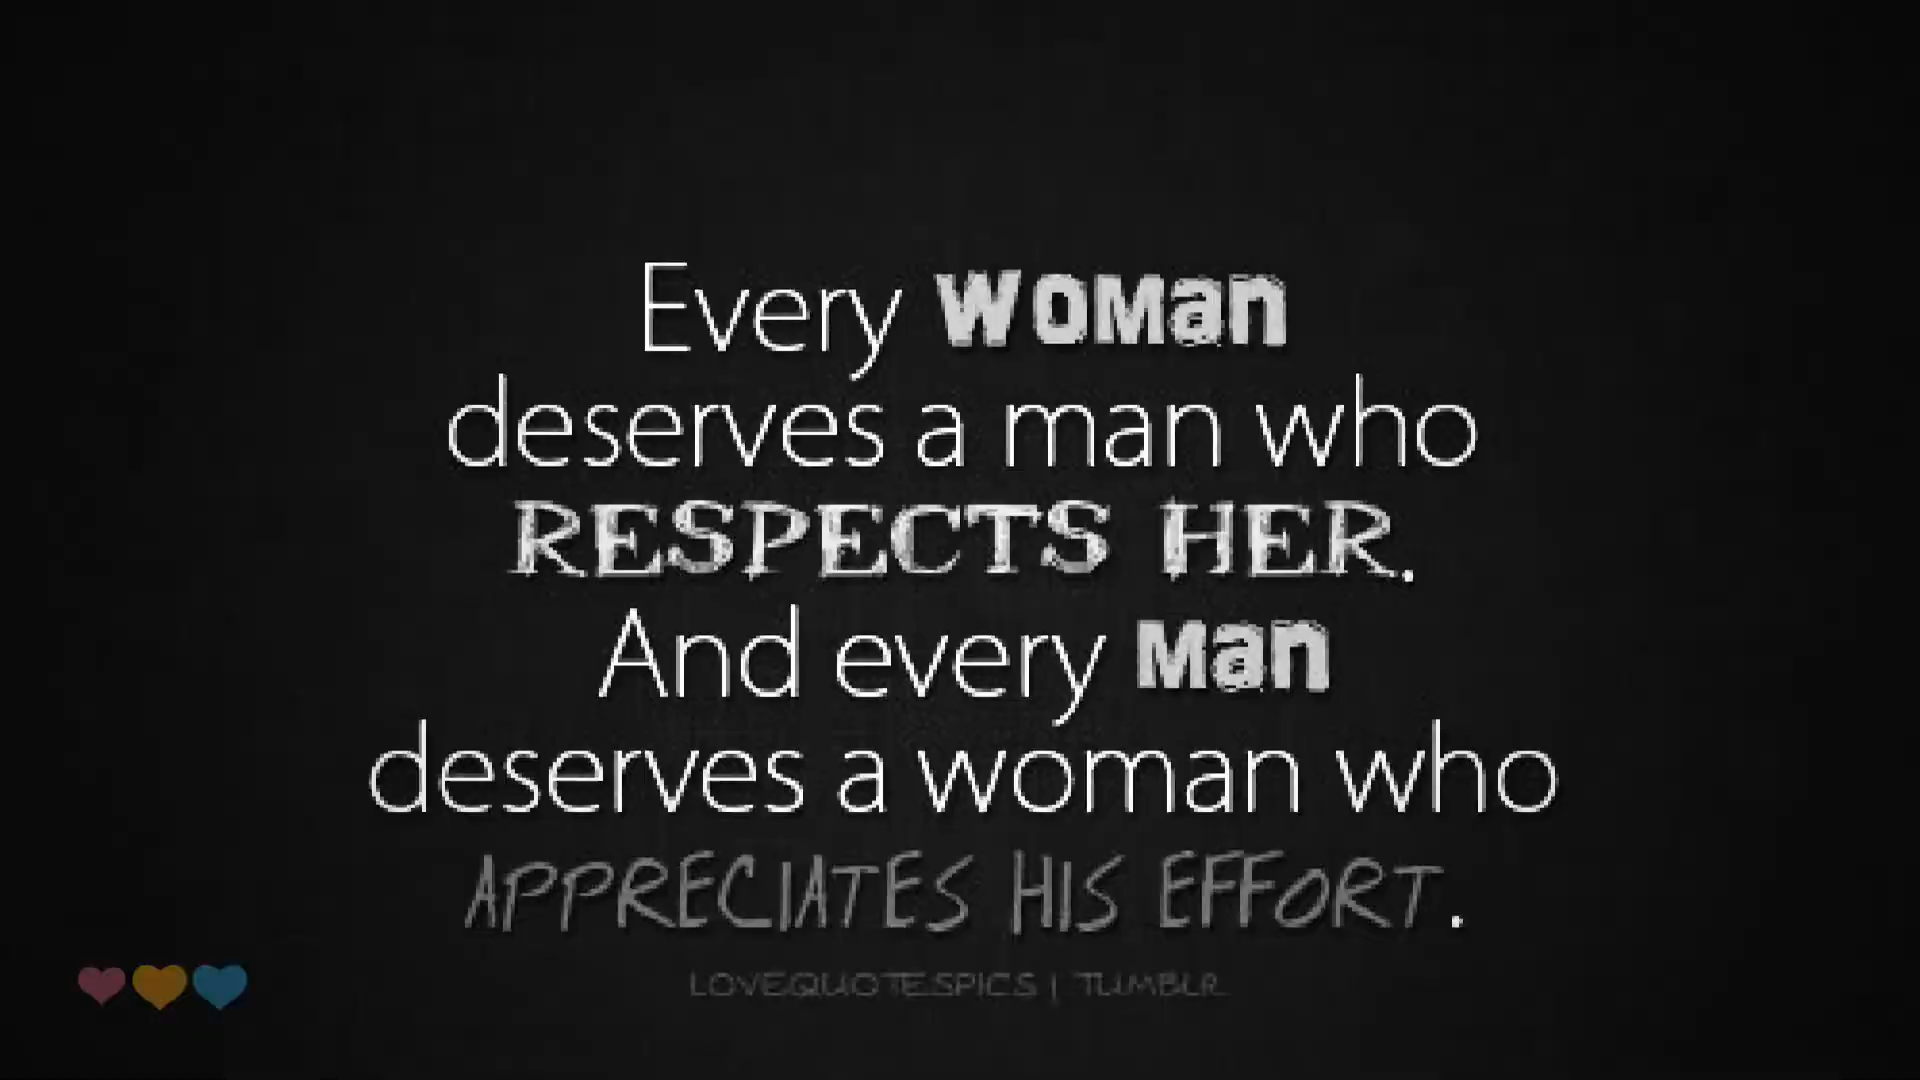 Every woman
deserves a man who
RESPECTS HER.
And every man
deserves a woman who
APPRECIATES HIS EFFORT.
LOVEQUOTESPICS | TUMBLR